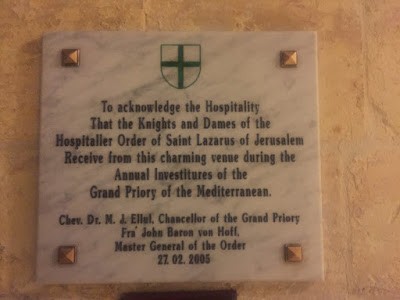 To acknowledge the Hospitality
That the Knights and Dames of the
Hospitaller Order of Saint Lazarus of Jerusalem
Receive from this charming venue during the
Annual Investitures of the
Grand Priory of the Mediterranean.
Chev. Dr. M. J. Ellul, Chancellor of the Grand Priory
Fra' John Baron von Hoff,
Master General of the Order
27. 02. 2005